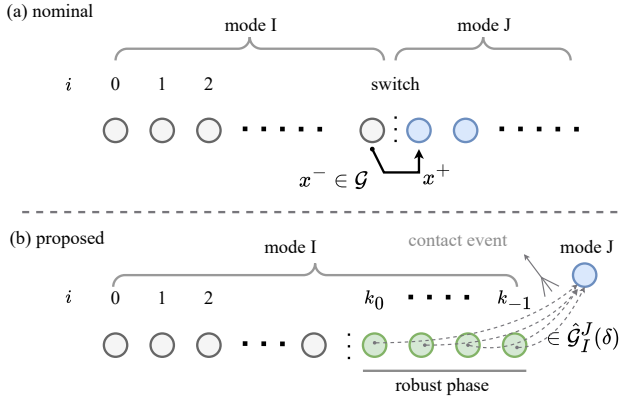 (a) nominal
mode I
mode J
i 0 1 2 switch
x⁻ ∈ 𝒢 x⁺
(b) proposed
mode I
contact event
mode J
i 0 1 2 k₀ k₋₁
∈ 𝒢̂ᴶ_I(δ)
robust phase